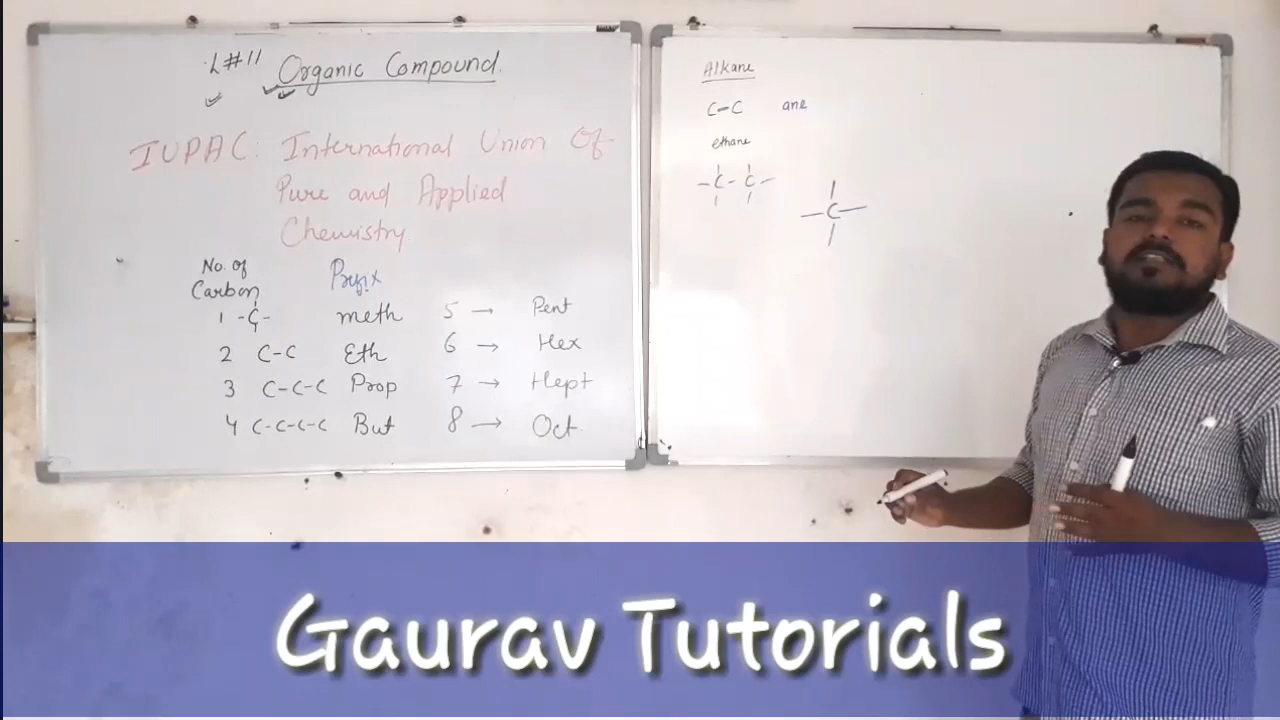 L#11 Organic Compound.
IUPAC: International Union Of
Pure and Applied
Chemistry.
No. of
Carbon Prefix
1 -C- meth 5 → Pent
2 C-C Eth 6 → Hex
3 C-C-C Prop 7 → Hept
4 C-C-C-C But 8 → Oct.
Alkane
C-C ane
ethane
-C-C-
-C-
Gaurav Tutorials